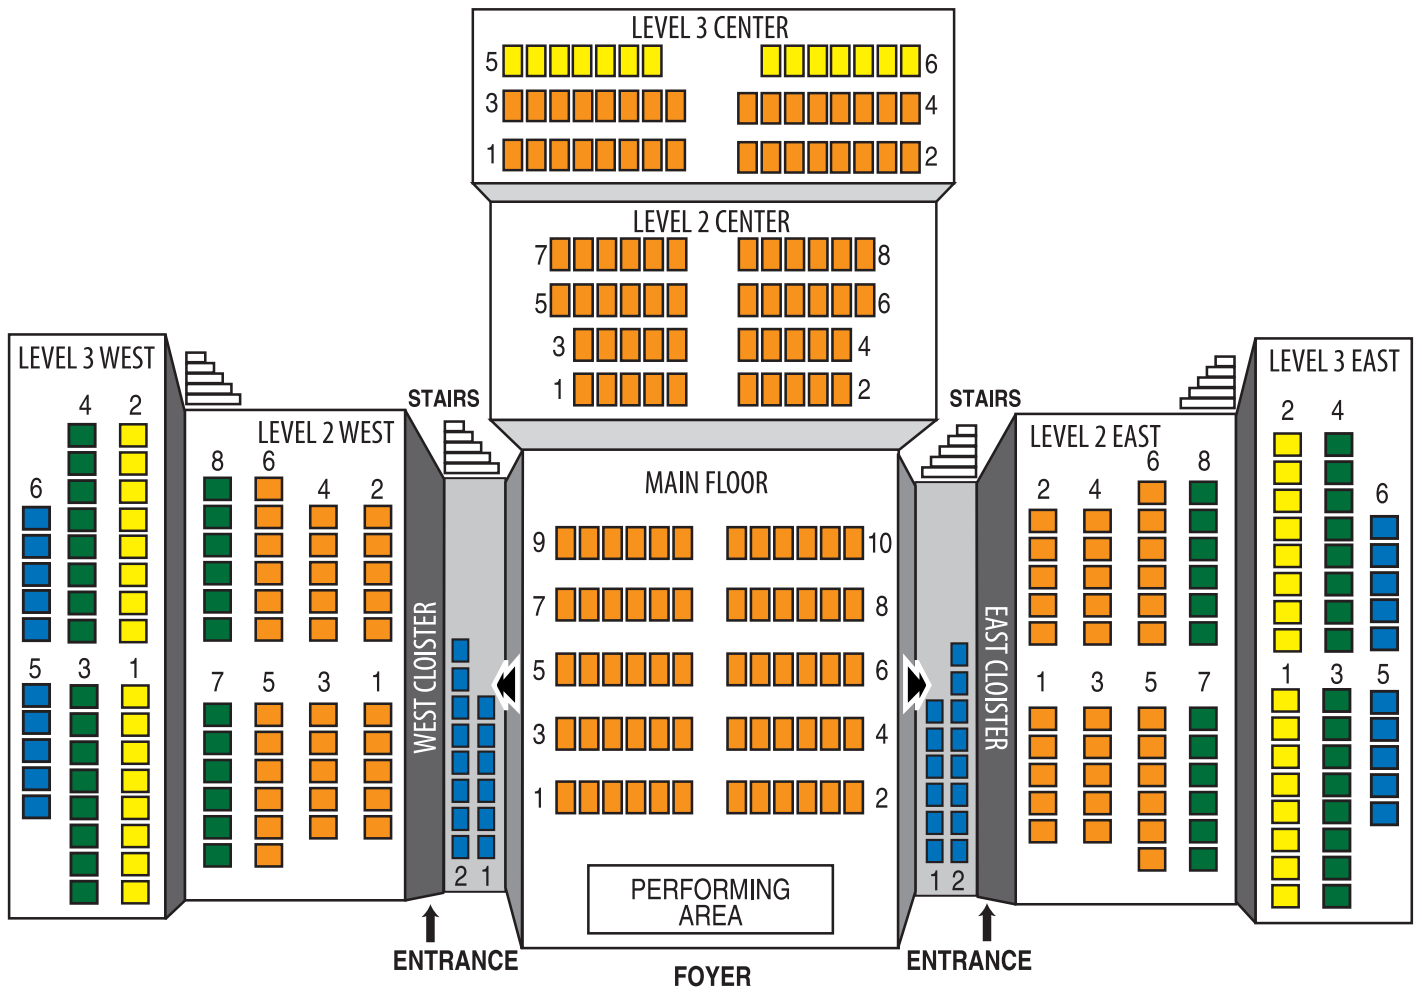 LEVEL 3 CENTER
5 6
3 4
1 2
LEVEL 2 CENTER
7 8
5 6
3 4
1 2
LEVEL 3 WEST
4 2
6
5 3 1
STAIRS
LEVEL 2 WEST
8 6 4 2
7 5 3 1
WEST CLOISTER
2 1
MAIN FLOOR
9 10
7 8
5 6
3 4
1 2
PERFORMING
AREA
STAIRS
EAST CLOISTER
1 2
LEVEL 2 EAST
2 4 6 8
1 3 5 7
LEVEL 3 EAST
2 4
6
1 3 5
ENTRANCE
FOYER
ENTRANCE